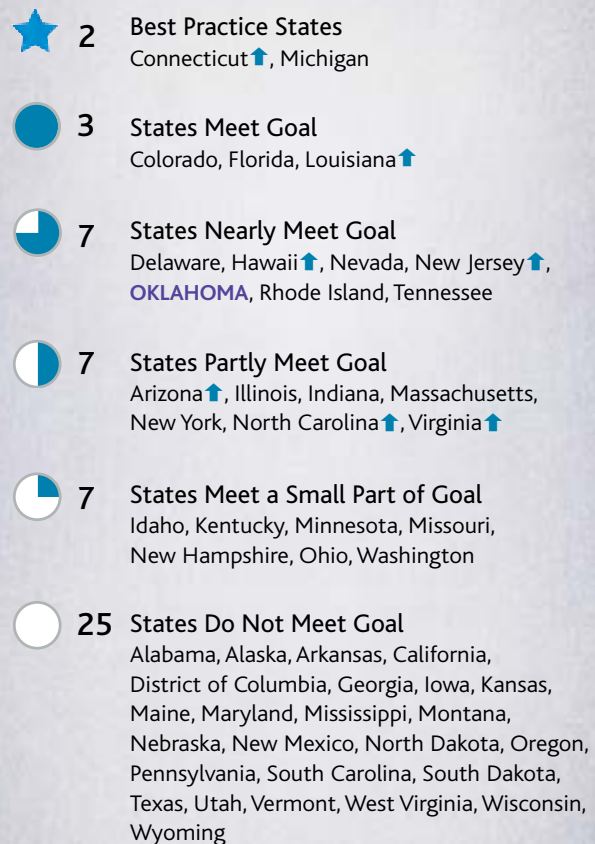 2 Best Practice States
Connecticut⬆, Michigan
3 States Meet Goal
Colorado, Florida, Louisiana⬆
7 States Nearly Meet Goal
Delaware, Hawaii⬆, Nevada, New Jersey⬆,
OKLAHOMA, Rhode Island, Tennessee
7 States Partly Meet Goal
Arizona⬆, Illinois, Indiana, Massachusetts,
New York, North Carolina⬆, Virginia⬆
7 States Meet a Small Part of Goal
Idaho, Kentucky, Minnesota, Missouri,
New Hampshire, Ohio, Washington
25 States Do Not Meet Goal
Alabama, Alaska, Arkansas, California,
District of Columbia, Georgia, Iowa, Kansas,
Maine, Maryland, Mississippi, Montana,
Nebraska, New Mexico, North Dakota, Oregon,
Pennsylvania, South Carolina, South Dakota,
Texas, Utah, Vermont, West Virginia, Wisconsin,
Wyoming